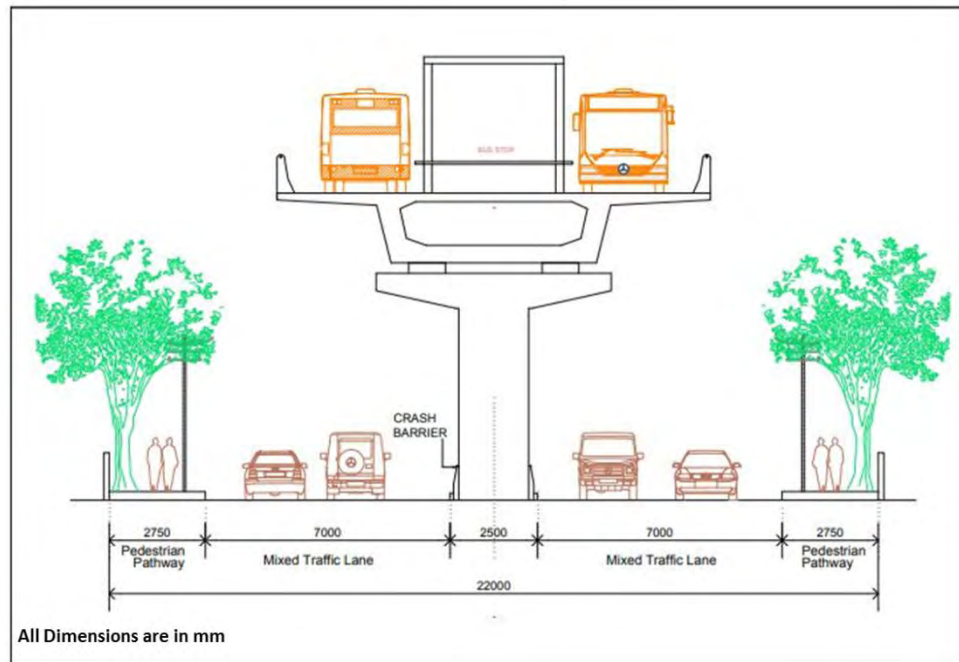 BUS STOP
CRASH
BARRIER
2750
7000
2500
7000
2750
Pedestrian
Pathway
Mixed Traffic Lane
Mixed Traffic Lane
Pedestrian
Pathway
22000
All Dimensions are in mm